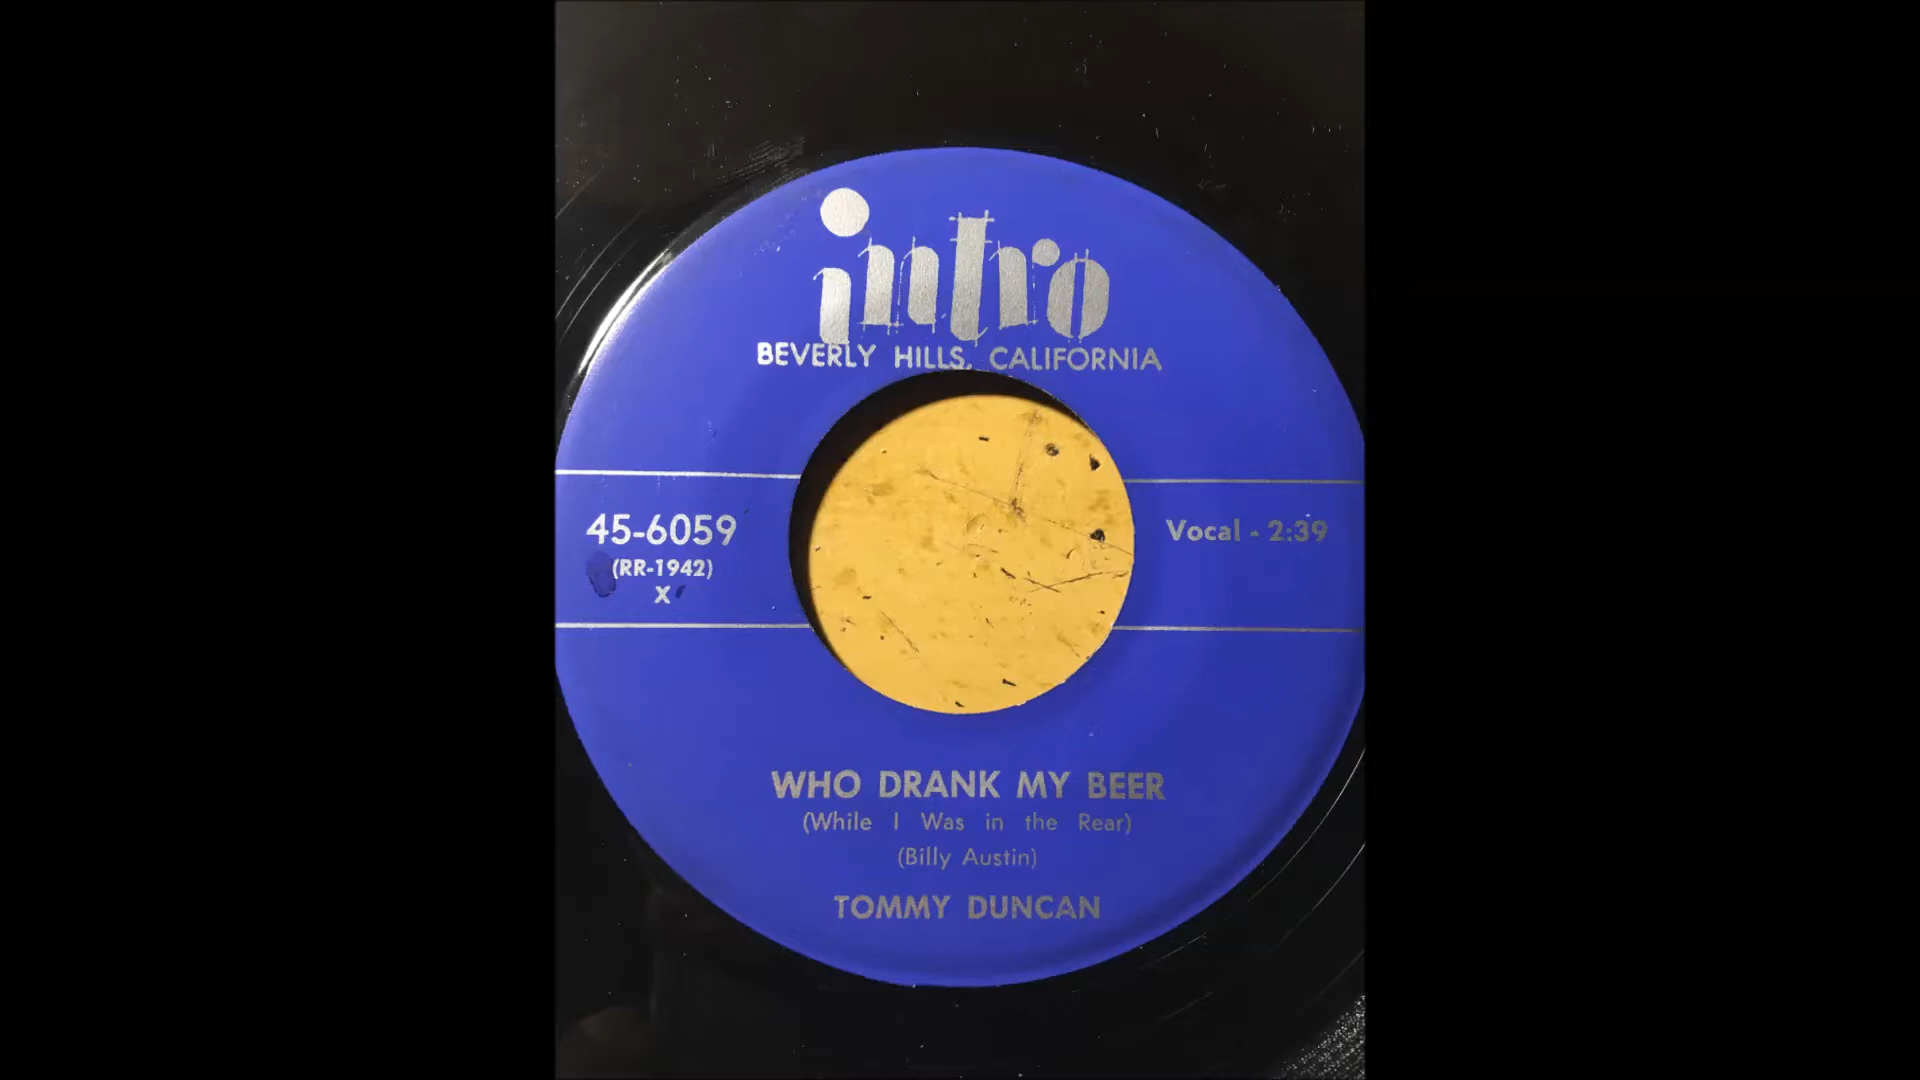 intro
BEVERLY HILLS, CALIFORNIA
45-6059
(RR-1942)
X
Vocal - 2:39
WHO DRANK MY BEER
(While I Was in the Rear)
(Billy Austin)
TOMMY DUNCAN